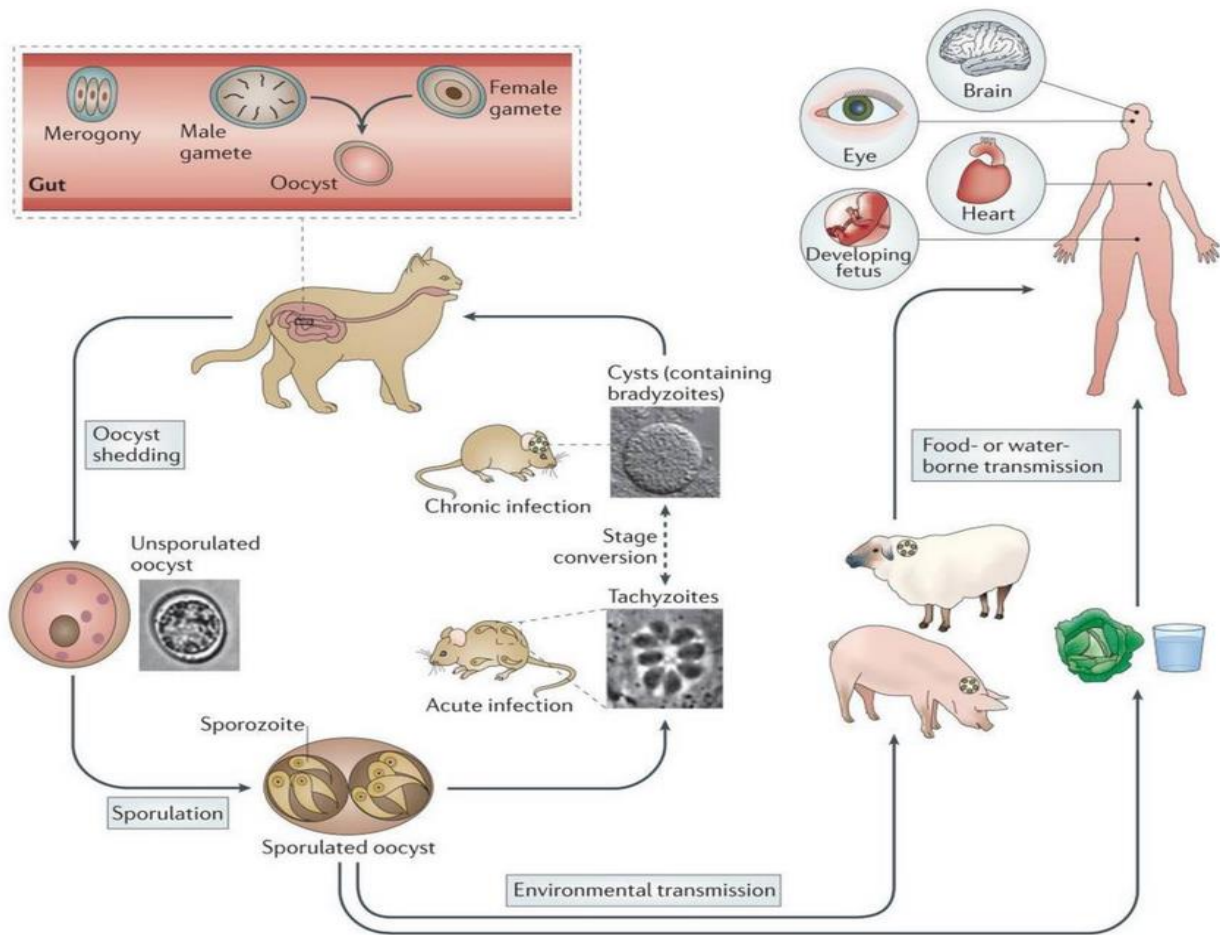 Merogony
Male
gamete
Female
gamete
Oocyst
Gut
Brain
Eye
Heart
Developing
fetus
Oocyst
shedding
Cysts (containing
bradyzoites)
Chronic infection
Food- or water-
borne transmission
Unsporulated
oocyst
Stage
conversion
Tachyzoites
Acute infection
Sporozoite
Sporulation
Sporulated oocyst
Environmental transmission